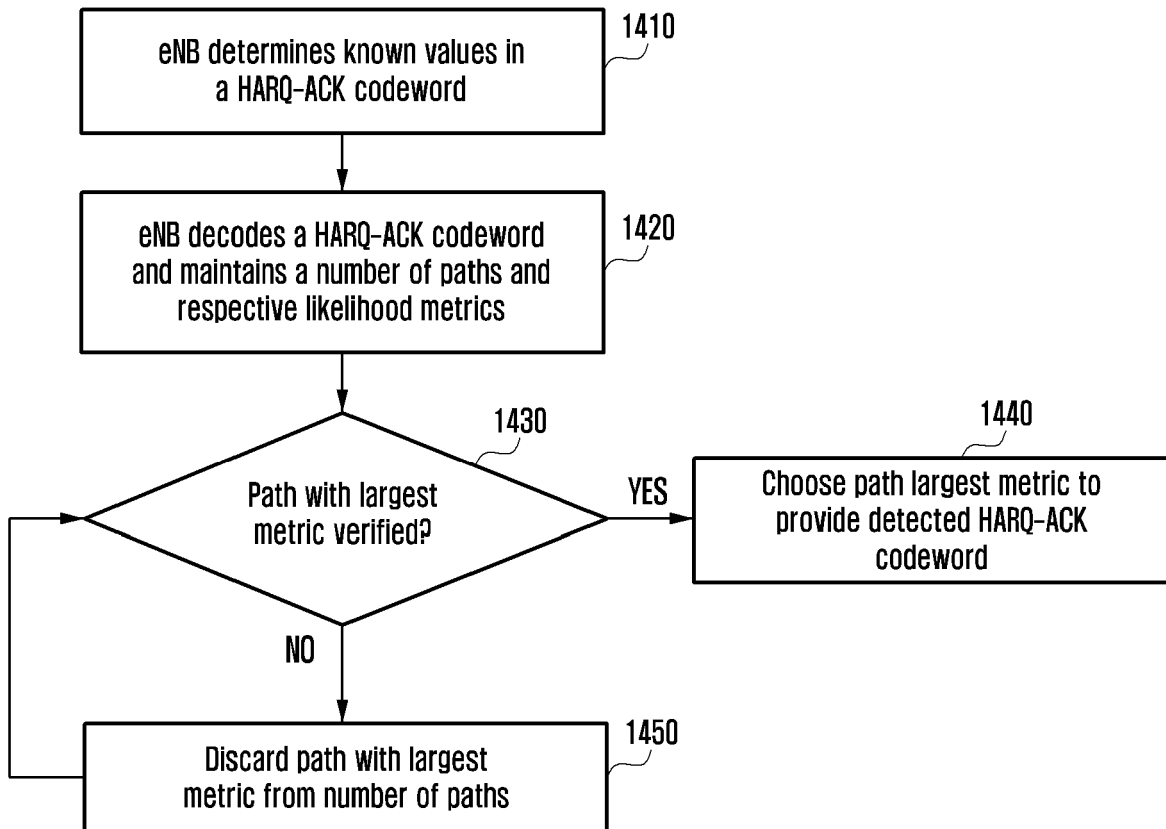 1410
eNB determines known values in
a HARQ-ACK codeword
1420
eNB decodes a HARQ-ACK codeword
and maintains a number of paths and
respective likelihood metrics
1430
Path with largest
metric verified?
YES
1440
Choose path largest metric to
provide detected HARQ-ACK
codeword
NO
1450
Discard path with largest
metric from number of paths